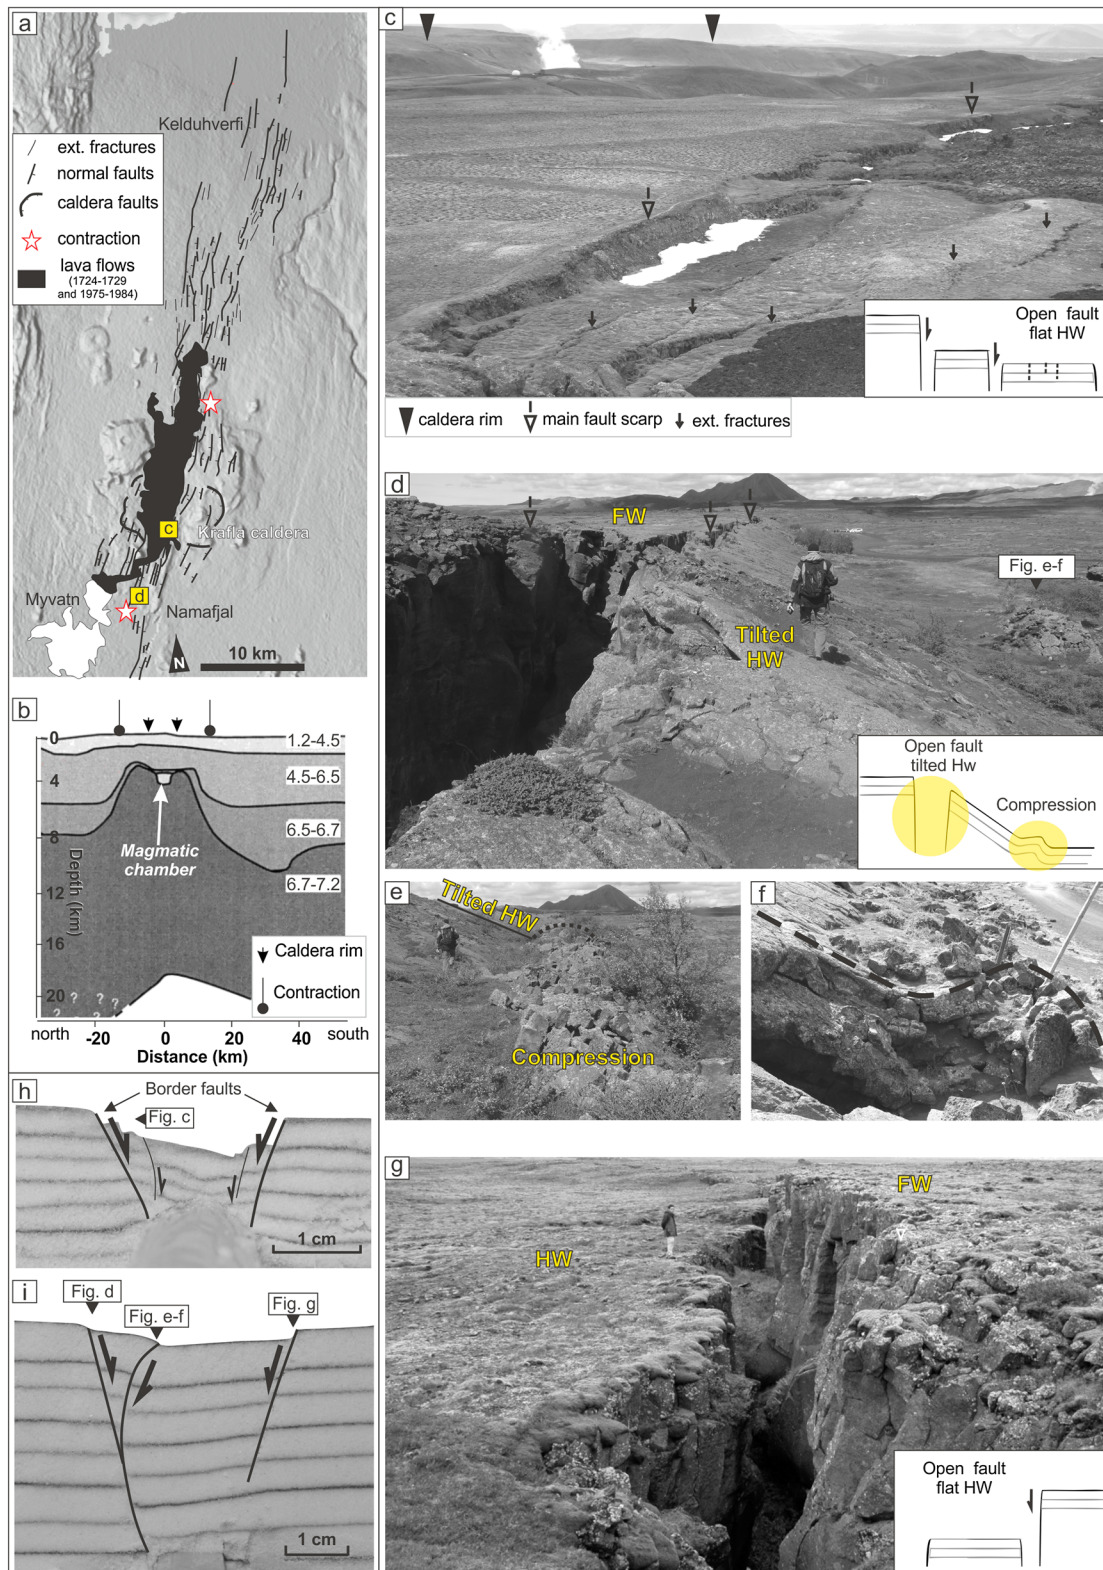 a
Kelduhverfi
ext. fractures
normal faults
caldera faults
contraction
lava flows
(1724-1729
and 1975-1984)
c
Krafla caldera
d
Myvatn
Namafjal
N
10 km
b
0
4
8
12
16
20
Depth (km)
1.2-4.5
4.5-6.5
6.5-6.7
6.7-7.2
Magmatic
chamber
Caldera rim
Contraction
? ? ?
?
north
-20
0
20
40
south
Distance (km)
h
Border faults
Fig. c
1 cm
i
Fig. d
Fig. e-f
Fig. g
1 cm
c
Open fault
flat HW
caldera rim
main fault scarp
ext. fractures
d
FW
Fig. e-f
Tilted
HW
Open fault
tilted Hw
Compression
e
Tilted HW
Compression
f
g
FW
HW
Open fault
flat HW